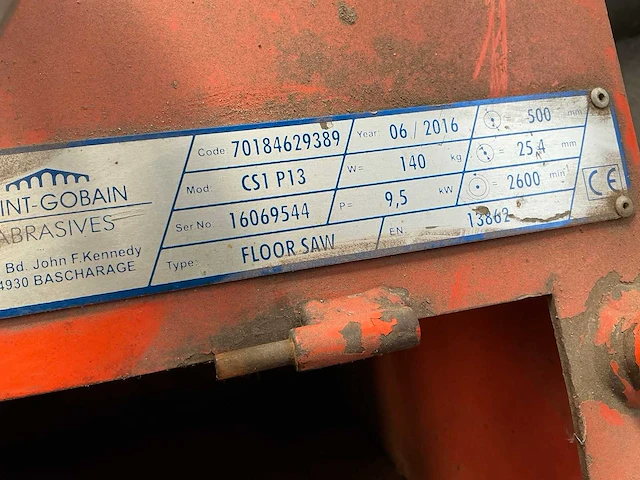 INT-GOBAIN
ABRASIVES
Bd. John F.Kennedy
4930 BASCHARAGE
Code: 70184629389
Mod: CS1 P13
Ser No. 16069544
Type: FLOOR SAW
Year 06 / 2016
W= 140 kg
P= 9,5 kW
EN. 13862
500 mm
25,4 mm
2600 min⁻¹
CE